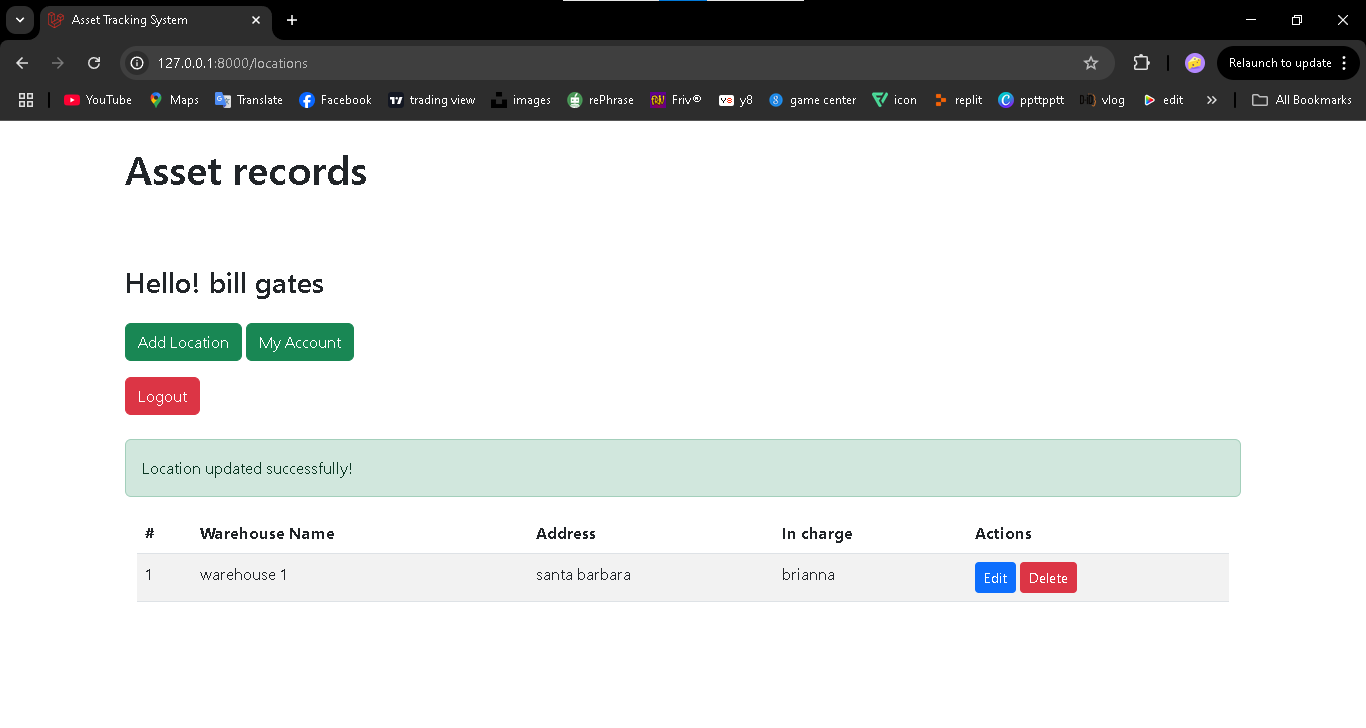 Asset Tracking System
127.0.0.1:8000/locations
Relaunch to update
YouTube Maps Translate Facebook trading view images rePhrase Friv® y8 game center icon replit ppttpptt vlog edit » All Bookmarks
Asset records
Hello! bill gates
Add Location My Account
Logout
Location updated successfully!
# Warehouse Name Address In charge Actions
1 warehouse 1 santa barbara brianna Edit Delete